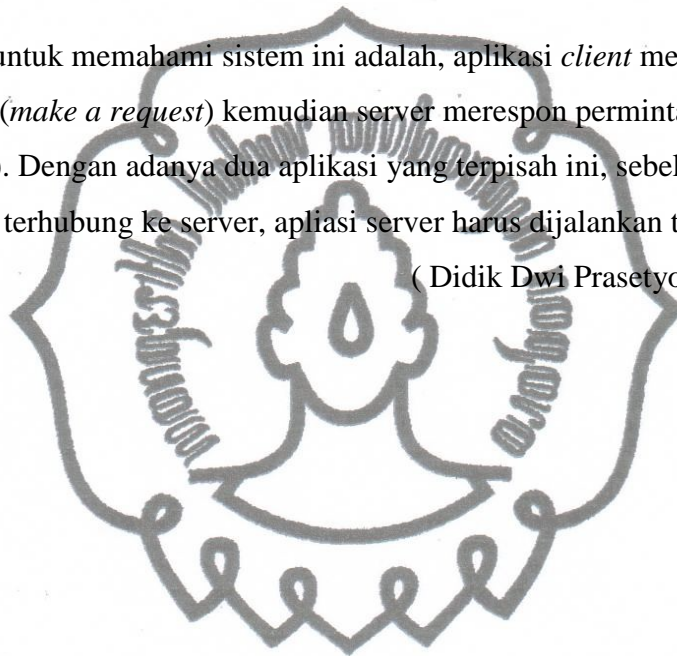 untuk memahami sistem ini adalah, aplikasi client me
(make a request) kemudian server merespon perminta
). Dengan adanya dua aplikasi yang terpisah ini, sebel
terhubung ke server, apliasi server harus dijalankan t
( Didik Dwi Prasetyo